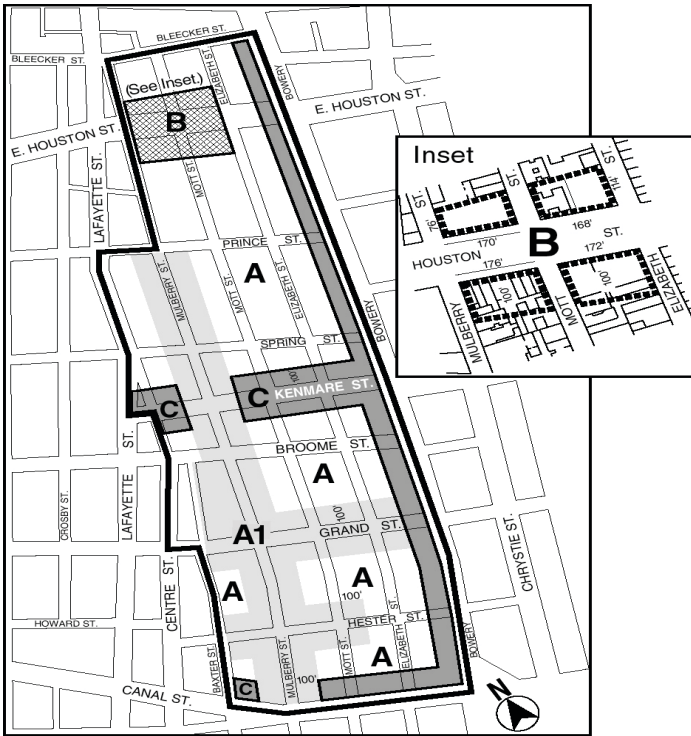 BLEECKER ST.
BLEECKER ST.
(See Inset.)
ELIZABETH ST.
BOWERY
E. HOUSTON ST.
E. HOUSTON ST.
B
MOTT ST.
LAFAYETTE ST.
PRINCE ST.
MULBERRY ST.
MOTT ST.
A
ELIZABETH ST.
BOWERY
SPRING ST.
100'
C
C
KENMARE ST.
BROOME ST.
A
CROSBY ST.
LAFAYETTE ST.
100'
A1
GRAND ST.
CHRYSTIE ST.
CENTRE ST.
A
A
100'
HOWARD ST.
HESTER ST.
BAXTER ST.
MULBERRY ST.
MOTT ST.
ELIZABETH ST.
A
BOWERY
C
100'
CANAL ST.
N
Inset
ST.
ST.
76'
114'
170'
168'
HOUSTON
B
ST.
176'
172'
100'
100'
MULBERRY
MOTT
ELIZABETH